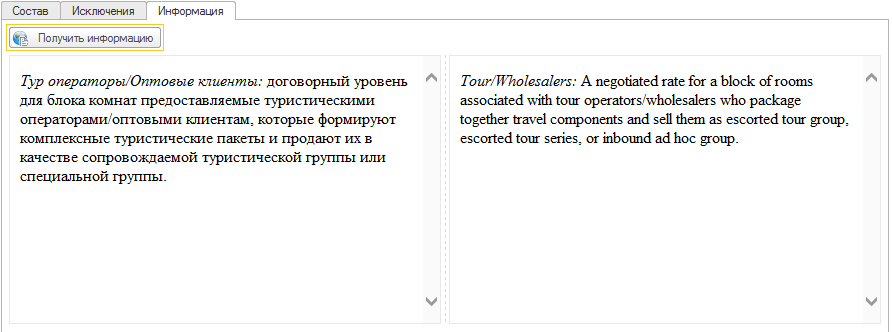 Состав Исключения Информация
Получить информацию
Тур операторы/Оптовые клиенты: договорный уровень
для блока комнат предоставляемые туристическими
операторами/оптовыми клиентам, которые формируют
комплексные туристические пакеты и продают их в
качестве сопровождаемой туристической группы или
специальной группы.
Tour/Wholesalers: A negotiated rate for a block of rooms
associated with tour operators/wholesalers who package
together travel components and sell them as escorted tour group,
escorted tour series, or inbound ad hoc group.